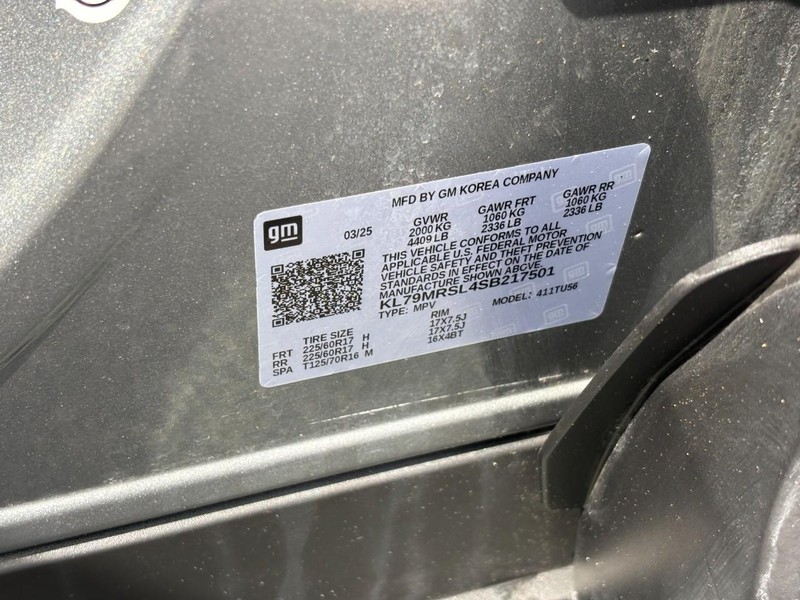 MFD BY GM KOREA COMPANY
gm
03/25
GVWR GAWR FRT GAWR RR
2000 KG 1060 KG 1060 KG
4409 LB 2336 LB 2336 LB
THIS VEHICLE CONFORMS TO ALL
APPLICABLE U.S. FEDERAL MOTOR
VEHICLE SAFETY AND THEFT PREVENTION
STANDARDS IN EFFECT ON THE DATE OF
MANUFACTURE SHOWN ABOVE.
KL79MRSL4SB217501
TYPE: MPV MODEL: 411TU56
TIRE SIZE RIM
FRT 225/60R17 H 17X7.5J
RR 225/60R17 H 17X7.5J
SPA T125/70R16 M 16X4BT